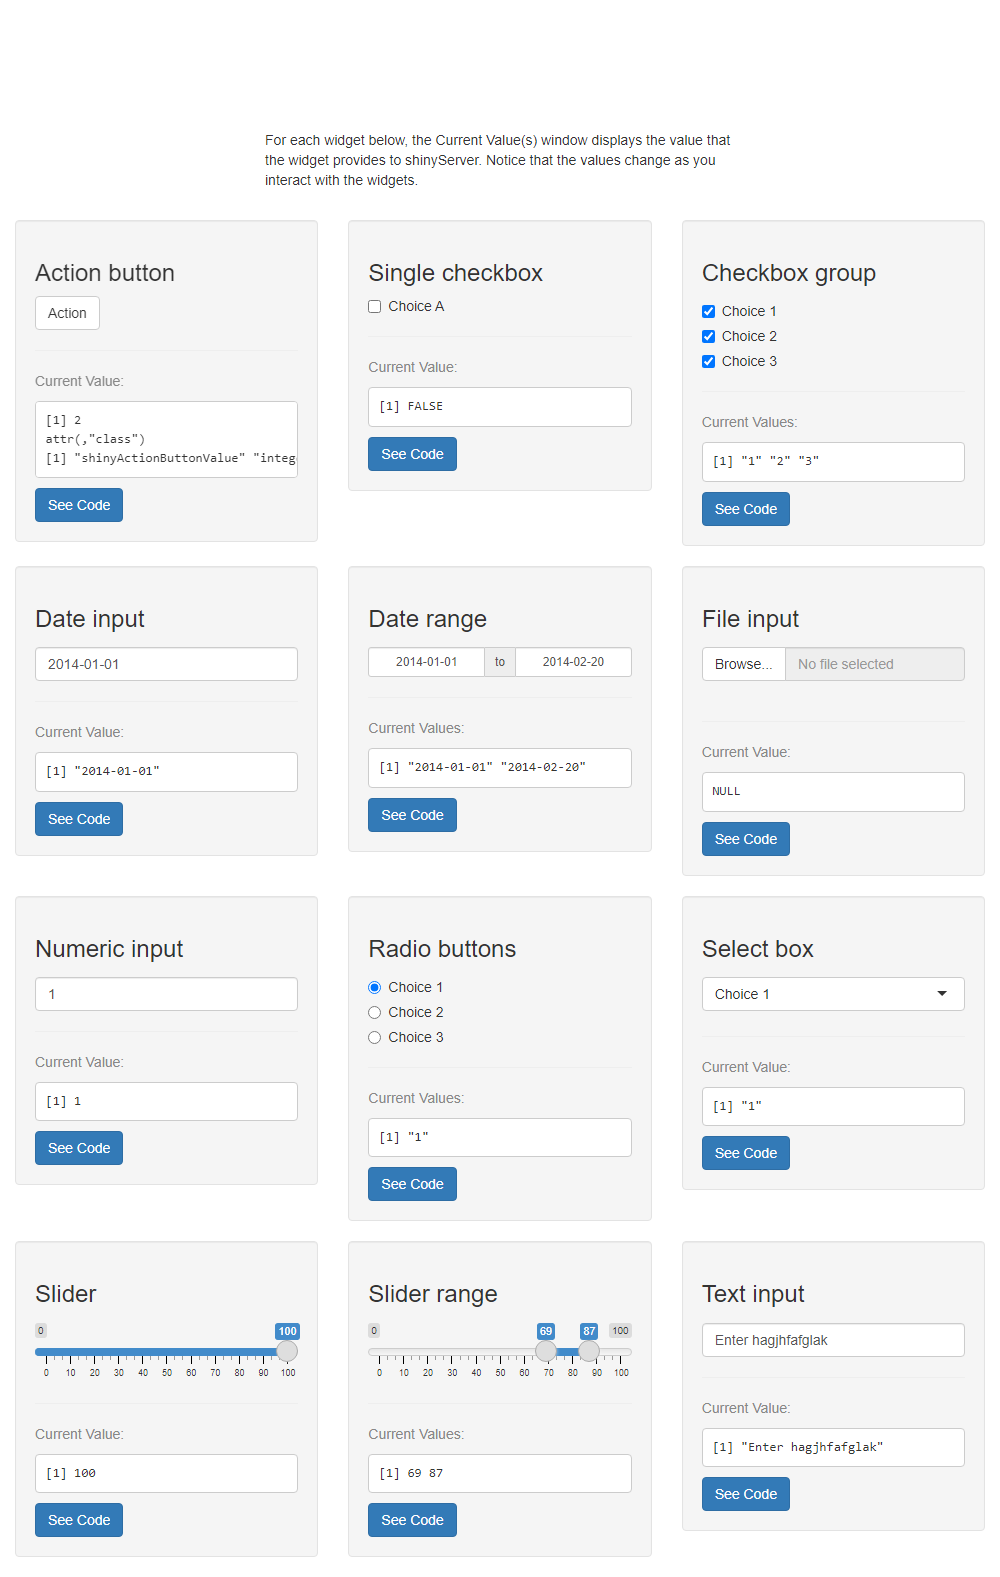 For each widget below, the Current Value(s) window displays the value that
the widget provides to shinyServer. Notice that the values change as you
interact with the widgets.
Action button
Action
Current Value:
[1] 2
attr(,"class")
[1] "shinyActionButtonValue" "integ
See Code
Single checkbox
Choice A
Current Value:
[1] FALSE
See Code
Checkbox group
Choice 1
Choice 2
Choice 3
Current Values:
[1] "1" "2" "3"
See Code
Date input
2014-01-01
Current Value:
[1] "2014-01-01"
See Code
Date range
2014-01-01 to 2014-02-20
Current Values:
[1] "2014-01-01" "2014-02-20"
See Code
File input
Browse... No file selected
Current Value:
NULL
See Code
Numeric input
1
Current Value:
[1] 1
See Code
Radio buttons
Choice 1
Choice 2
Choice 3
Current Values:
[1] "1"
See Code
Select box
Choice 1
Current Value:
[1] "1"
See Code
Slider
0 100
0 10 20 30 40 50 60 70 80 90 100
Current Value:
[1] 100
See Code
Slider range
0 69 87 100
0 10 20 30 40 50 60 70 80 90 100
Current Values:
[1] 69 87
See Code
Text input
Enter hagjhfafglak
Current Value:
[1] "Enter hagjhfafglak"
See Code